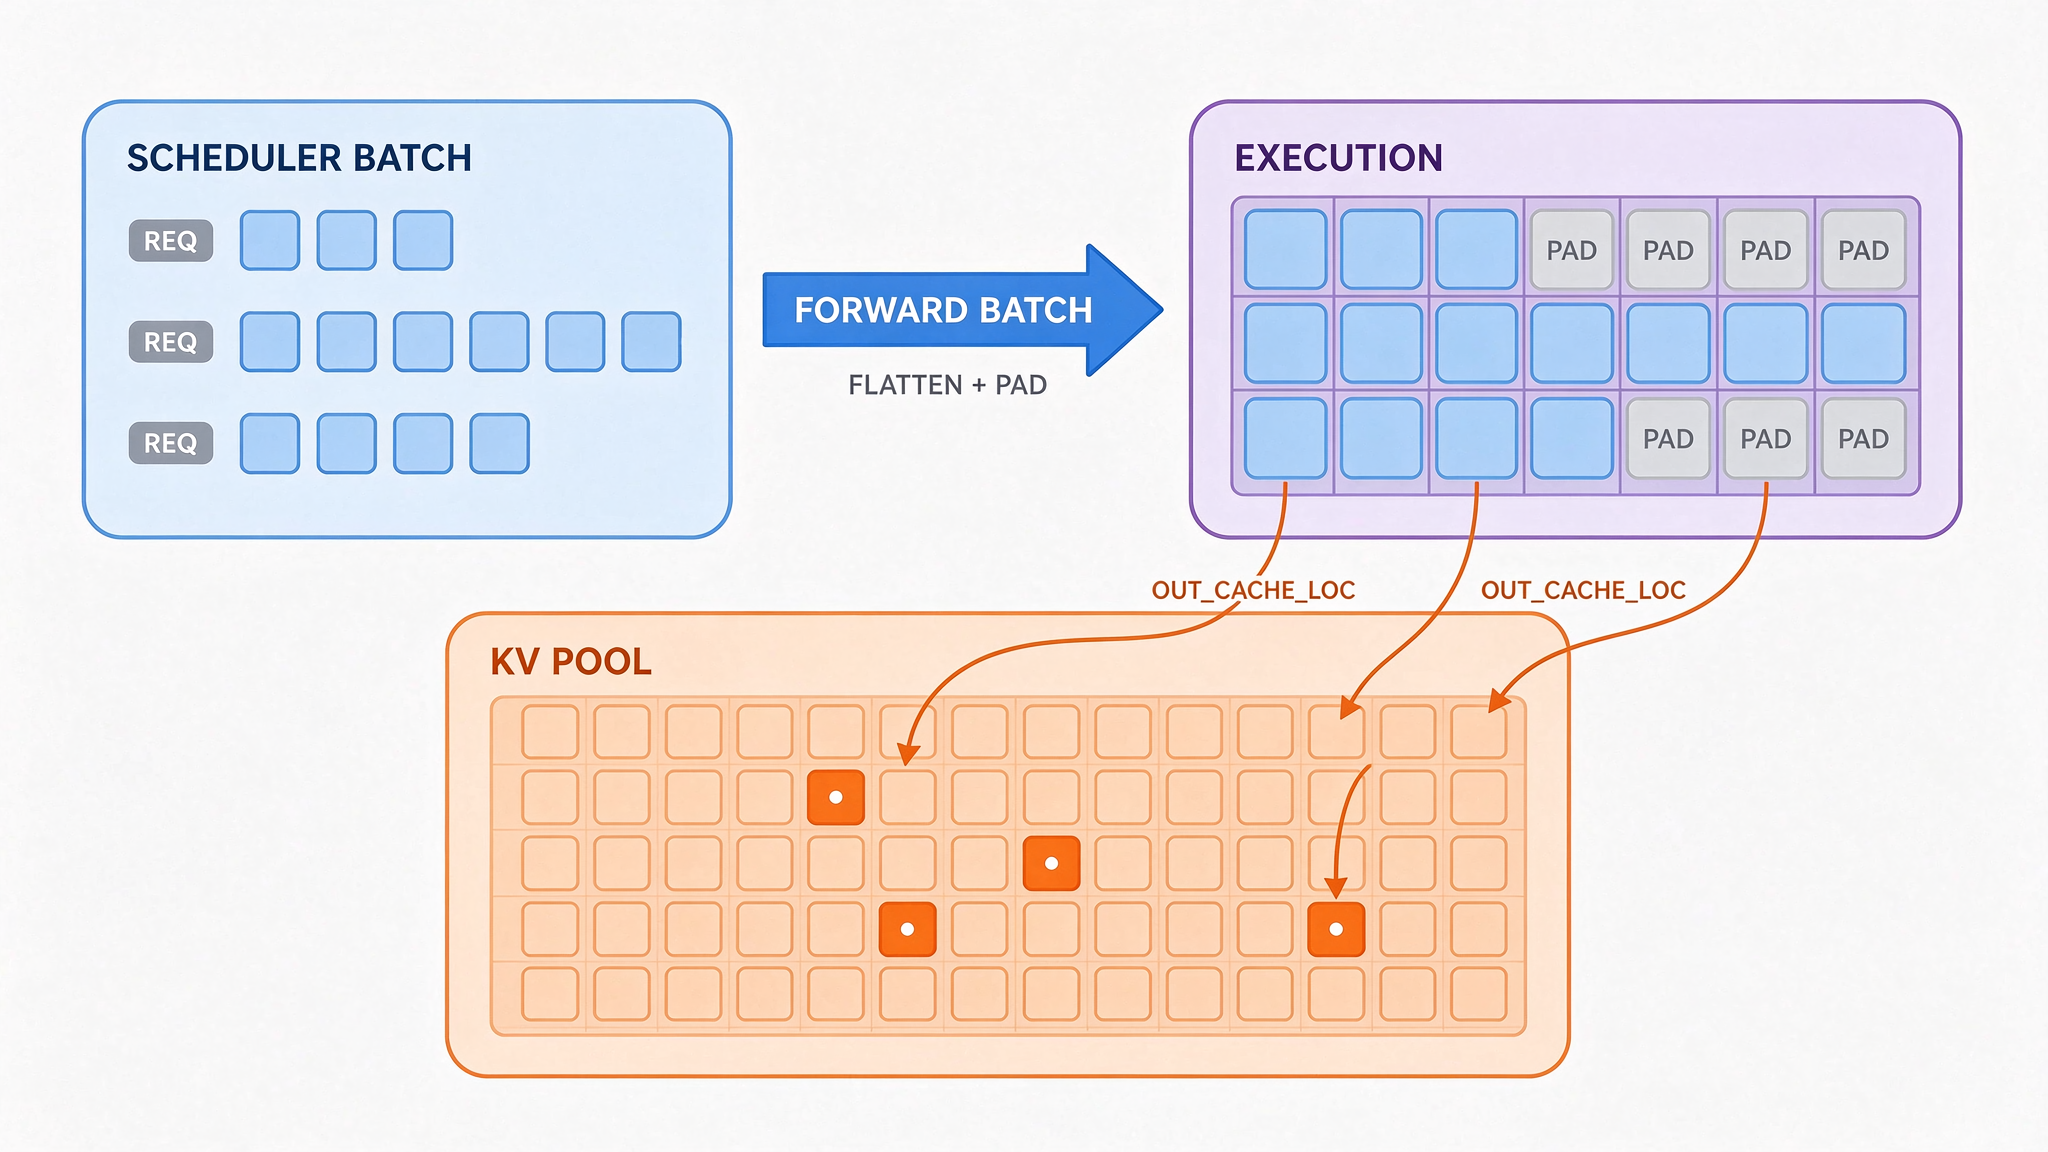 SCHEDULER BATCH
REQ
REQ
REQ
FORWARD BATCH
FLATTEN + PAD
EXECUTION
PAD PAD PAD PAD
PAD PAD PAD
OUT_CACHE_LOC OUT_CACHE_LOC
KV POOL